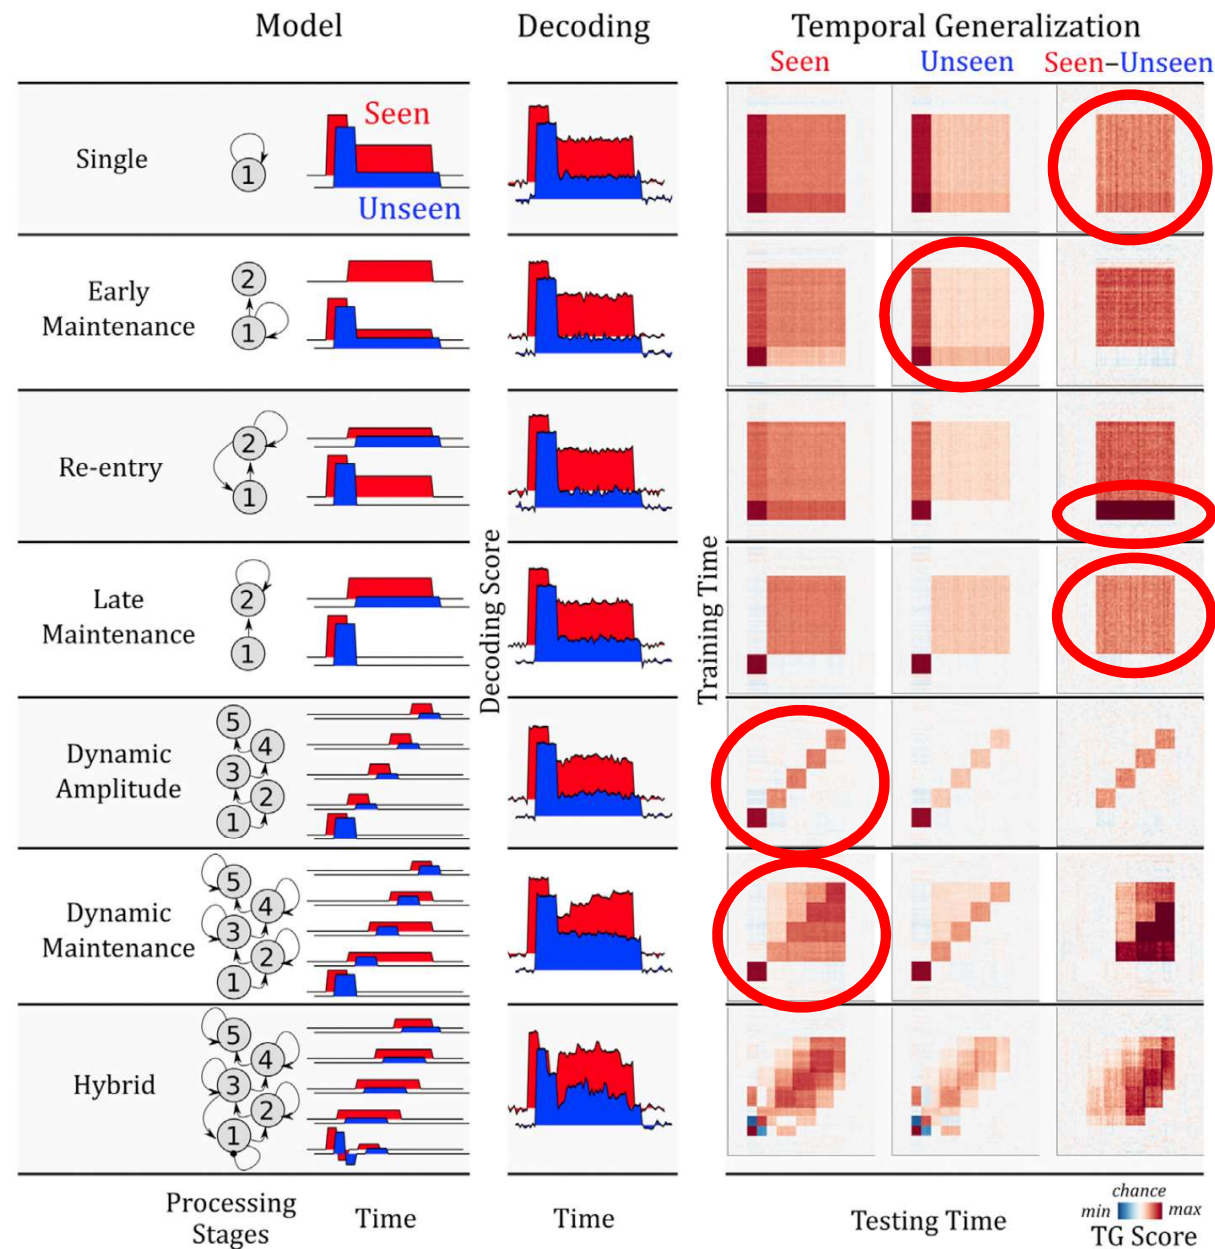 Model
Decoding
Temporal Generalization
Seen
Unseen
Seen–Unseen
Single
1
Seen
Unseen
Early
Maintenance
2
1
Re-entry
2
1
Late
Maintenance
2
1
Decoding Score
Training Time
Dynamic
Amplitude
5
4
3
2
1
Dynamic
Maintenance
5
4
3
2
1
Hybrid
5
4
3
2
1
Processing
Stages
Time
Time
Testing Time
chance
min
max
TG Score